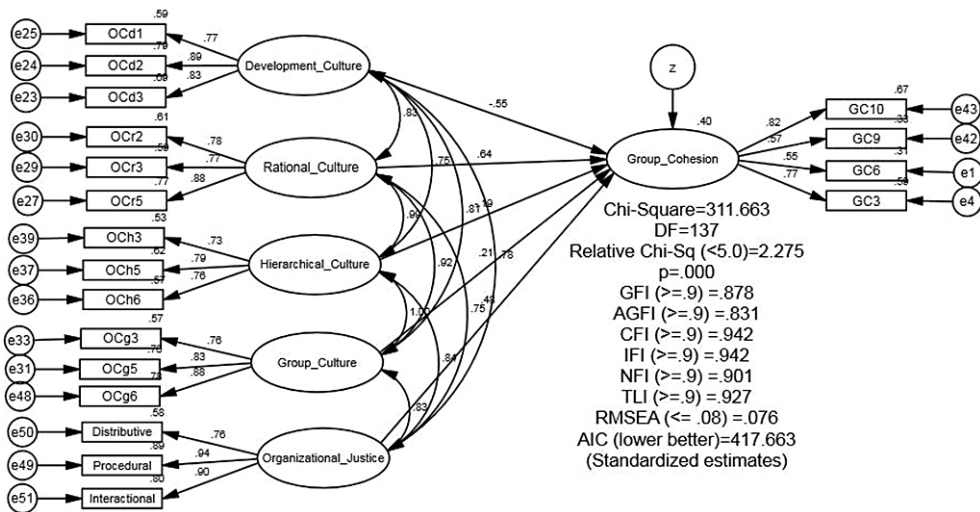 .59
e25 OCd1 .77
.79
e24 OCd2 .89 Development_Culture
e23 OCd3 .83
.61
e30 OCr2 .78
e29 OCr3 .77 Rational_Culture
.77
e27 OCr5 .88
.53
e39 OCh3 .73
.62
e37 OCh5 .79 Hierarchical_Culture
.57
e36 OCh6 .76
.57
e33 OCg3 .76
.70
e31 OCg5 .83 Group_Culture
.78
e48 OCg6 .88
.58
e50 Distributive .76
.89
e49 Procedural .94 Organizational_Justice
.80
e51 Interactional .90
.83
.75
.81
.78
.92
.75
1.00
.84
.83
-.55
.64
.21
z
.40
Group_Cohesion
.67
.82 GC10 e43
.33
.57 GC9 e42
.31
.55 GC6 e1
.59
.77 GC3 e4
Chi-Square=311.663
DF=137
Relative Chi-Sq (<5.0)=2.275
p=.000
GFI (>=.9) =.878
AGFI (>=.9) =.831
CFI (>=.9) =.942
IFI (>=.9) =.942
NFI (>=.9) =.901
TLI (>=.9) =.927
RMSEA (<= .08) =.076
AIC (lower better)=417.663
(Standardized estimates)